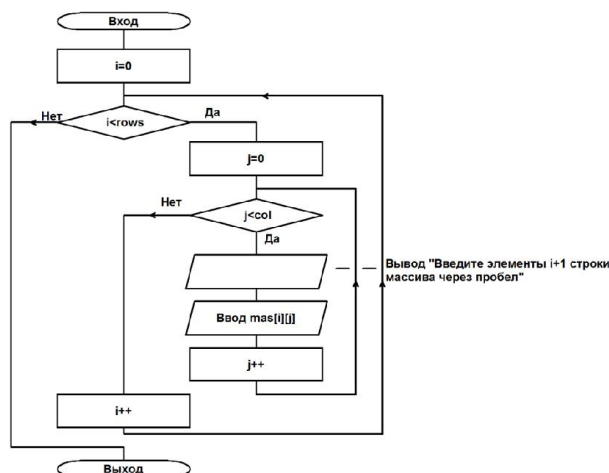 Вход
i=0
Нет
i<rows
Да
j=0
Нет
j<col
Да
Вывод "Введите элементы i+1 строки
массива через пробел"
Ввод mas[i][j]
j++
i++
Выход